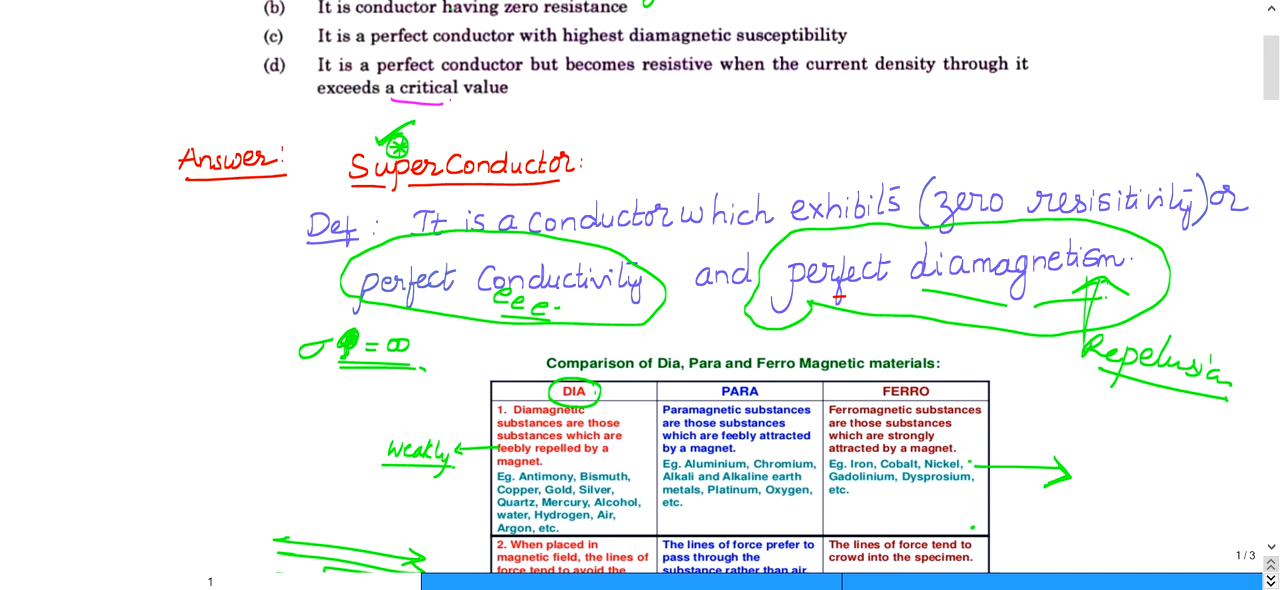 (b) It is conductor having zero resistance
(c) It is a perfect conductor with highest diamagnetic susceptibility
(d) It is a perfect conductor but becomes resistive when the current density through it
exceeds a critical value
Answer: SuperConductor:
Def: It is a conductor which exhibits (zero resisitivity) or
perfect Conductivity and perfect diamagnetism.
eee-
σ = ∞
Repelusion
Comparison of Dia, Para and Ferro Magnetic materials:
DIA PARA FERRO
1. Diamagnetic
substances are those
substances which are
feebly repelled by a
magnet.
Eg. Antimony, Bismuth,
Copper, Gold, Silver,
Quartz, Mercury, Alcohol,
water, Hydrogen, Air,
Argon, etc.
Paramagnetic substances
are those substances
which are feebly attracted
by a magnet.
Eg. Aluminium, Chromium,
Alkali and Alkaline earth
metals, Platinum, Oxygen,
etc.
Ferromagnetic substances
are those substances
which are strongly
attracted by a magnet.
Eg. Iron, Cobalt, Nickel,
Gadolinium, Dysprosium,
etc.
Weakly
2. When placed in
magnetic field, the lines of
force tend to avoid the
The lines of force prefer to
pass through the
substance rather than air.
The lines of force tend to
crowd into the specimen.
1 / 3
1